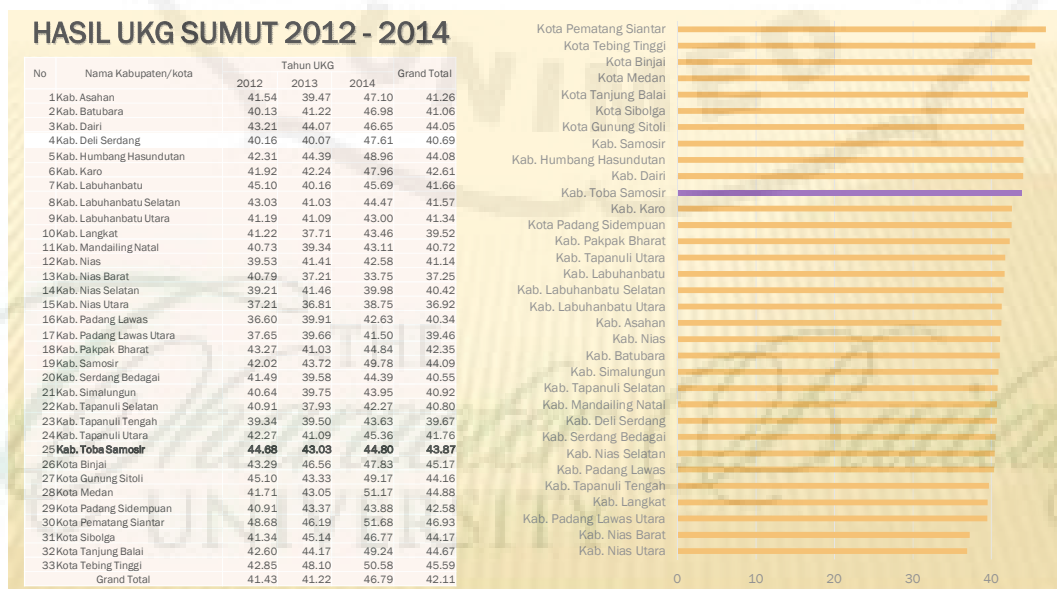 HASIL UKG SUMUT 2012 - 2014
No Nama Kabupaten/kota Tahun UKG Grand Total
2012 2013 2014
1 Kab. Asahan 41.54 39.47 47.10 41.26
2 Kab. Batubara 40.13 41.22 46.98 41.06
3 Kab. Dairi 43.21 44.07 46.65 44.05
4 Kab. Deli Serdang 40.16 40.07 47.61 40.69
5 Kab. Humbang Hasundutan 42.31 44.39 48.96 44.08
6 Kab. Karo 41.92 42.24 47.96 42.61
7 Kab. Labuhanbatu 45.10 40.16 45.69 41.66
8 Kab. Labuhanbatu Selatan 43.03 41.03 44.47 41.57
9 Kab. Labuhanbatu Utara 41.19 41.09 43.00 41.34
10 Kab. Langkat 41.22 37.71 43.46 39.52
11 Kab. Mandailing Natal 40.73 39.34 43.11 40.72
12 Kab. Nias 39.53 41.41 42.58 41.14
13 Kab. Nias Barat 40.79 37.21 33.75 37.25
14 Kab. Nias Selatan 39.21 41.46 39.98 40.42
15 Kab. Nias Utara 37.21 36.81 38.75 36.92
16 Kab. Padang Lawas 36.60 39.91 42.63 40.34
17 Kab. Padang Lawas Utara 37.65 39.66 41.50 39.46
18 Kab. Pakpak Bharat 43.27 41.03 44.84 42.35
19 Kab. Samosir 42.02 43.72 49.78 44.09
20 Kab. Serdang Bedagai 41.49 39.58 44.39 40.55
21 Kab. Simalungun 40.64 39.75 43.95 40.92
22 Kab. Tapanuli Selatan 40.91 37.93 42.27 40.80
23 Kab. Tapanuli Tengah 39.34 39.50 43.63 39.67
24 Kab. Tapanuli Utara 42.27 41.09 45.36 41.76
25 Kab. Toba Samosir 44.68 43.03 44.80 43.87
26 Kota Binjai 43.29 46.56 47.83 45.17
27 Kota Gunung Sitoli 45.10 43.33 49.17 44.16
28 Kota Medan 41.71 43.05 51.17 44.88
29 Kota Padang Sidempuan 40.91 43.37 43.88 42.58
30 Kota Pematang Siantar 48.68 46.19 51.68 46.93
31 Kota Sibolga 41.34 45.14 46.77 44.17
32 Kota Tanjung Balai 42.60 44.17 49.24 44.67
33 Kota Tebing Tinggi 42.85 48.10 50.58 45.59
Grand Total 41.43 41.22 46.79 42.11
Kota Pematang Siantar
Kota Tebing Tinggi
Kota Binjai
Kota Medan
Kota Tanjung Balai
Kota Sibolga
Kota Gunung Sitoli
Kab. Samosir
Kab. Humbang Hasundutan
Kab. Dairi
Kab. Toba Samosir
Kab. Karo
Kota Padang Sidempuan
Kab. Pakpak Bharat
Kab. Tapanuli Utara
Kab. Labuhanbatu
Kab. Labuhanbatu Selatan
Kab. Labuhanbatu Utara
Kab. Asahan
Kab. Nias
Kab. Batubara
Kab. Simalungun
Kab. Tapanuli Selatan
Kab. Mandailing Natal
Kab. Deli Serdang
Kab. Serdang Bedagai
Kab. Nias Selatan
Kab. Padang Lawas
Kab. Tapanuli Tengah
Kab. Langkat
Kab. Padang Lawas Utara
Kab. Nias Barat
Kab. Nias Utara
0 20 30 40
THE
UNIVERSITY